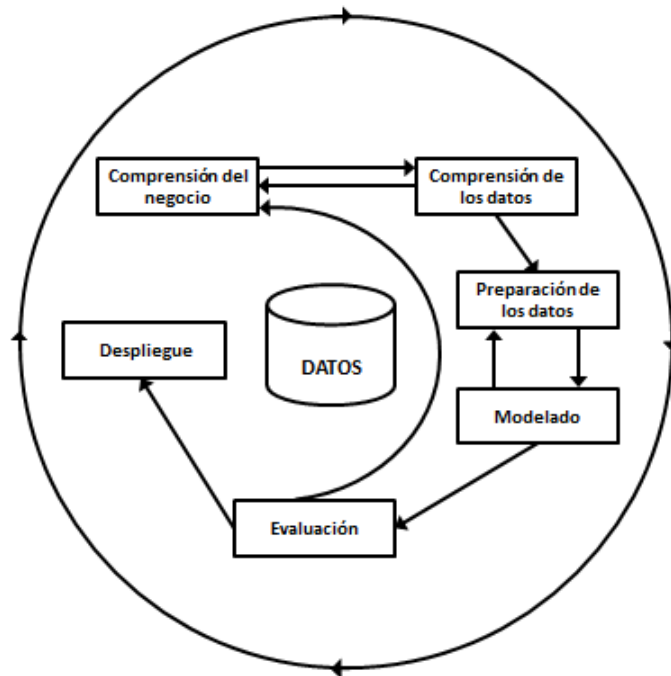 Comprensión del
negocio
Comprensión de
los datos
Preparación de
los datos
Despliegue
DATOS
Modelado
Evaluación